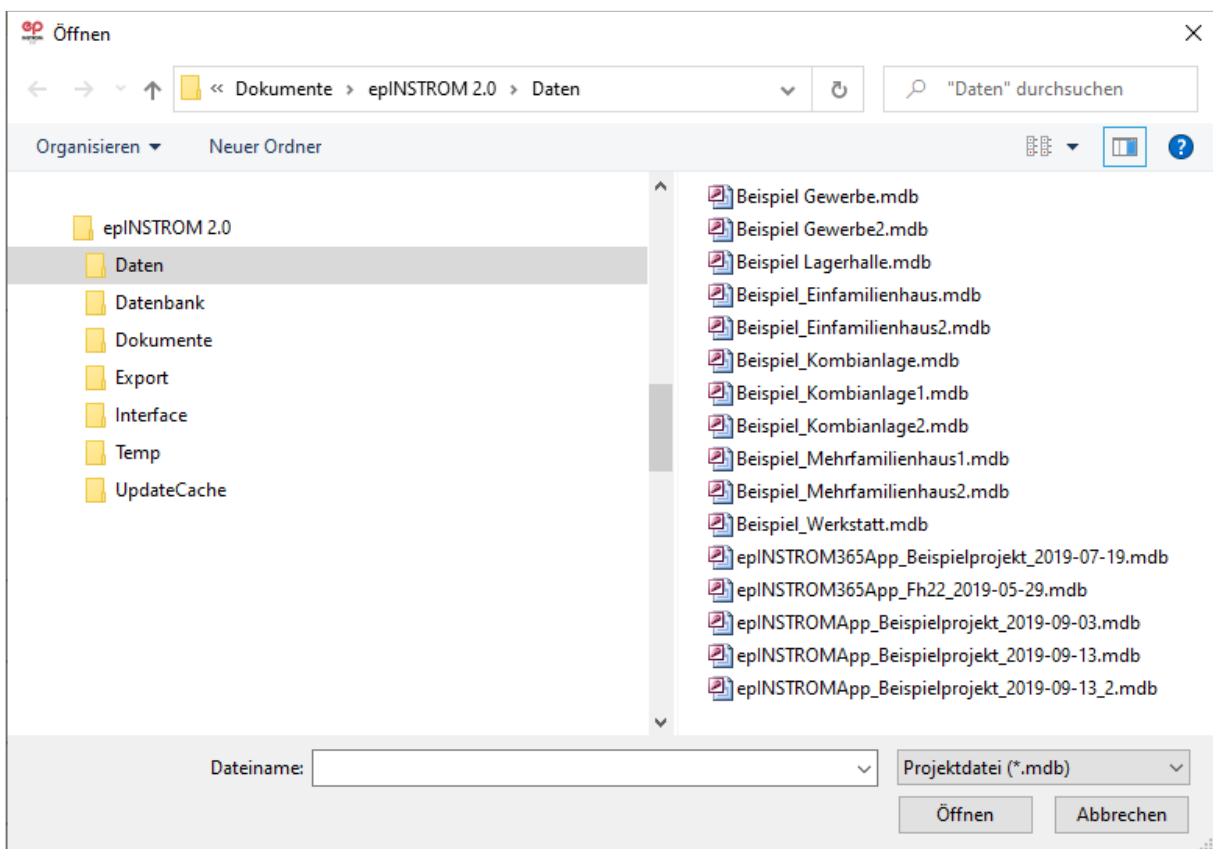 ep Öffnen
« Dokumente › epINSTROM 2.0 › Daten
"Daten" durchsuchen
Organisieren
Neuer Ordner
?
epINSTROM 2.0
Daten
Datenbank
Dokumente
Export
Interface
Temp
UpdateCache
Beispiel Gewerbe.mdb
Beispiel Gewerbe2.mdb
Beispiel Lagerhalle.mdb
Beispiel_Einfamilienhaus.mdb
Beispiel_Einfamilienhaus2.mdb
Beispiel_Kombianlage.mdb
Beispiel_Kombianlage1.mdb
Beispiel_Kombianlage2.mdb
Beispiel_Mehrfamilienhaus1.mdb
Beispiel_Mehrfamilienhaus2.mdb
Beispiel_Werkstatt.mdb
epINSTROM365App_Beispielprojekt_2019-07-19.mdb
epINSTROM365App_Fh22_2019-05-29.mdb
epINSTROMApp_Beispielprojekt_2019-09-03.mdb
epINSTROMApp_Beispielprojekt_2019-09-13.mdb
epINSTROMApp_Beispielprojekt_2019-09-13_2.mdb
Dateiname:
Projektdatei (*.mdb)
Öffnen
Abbrechen